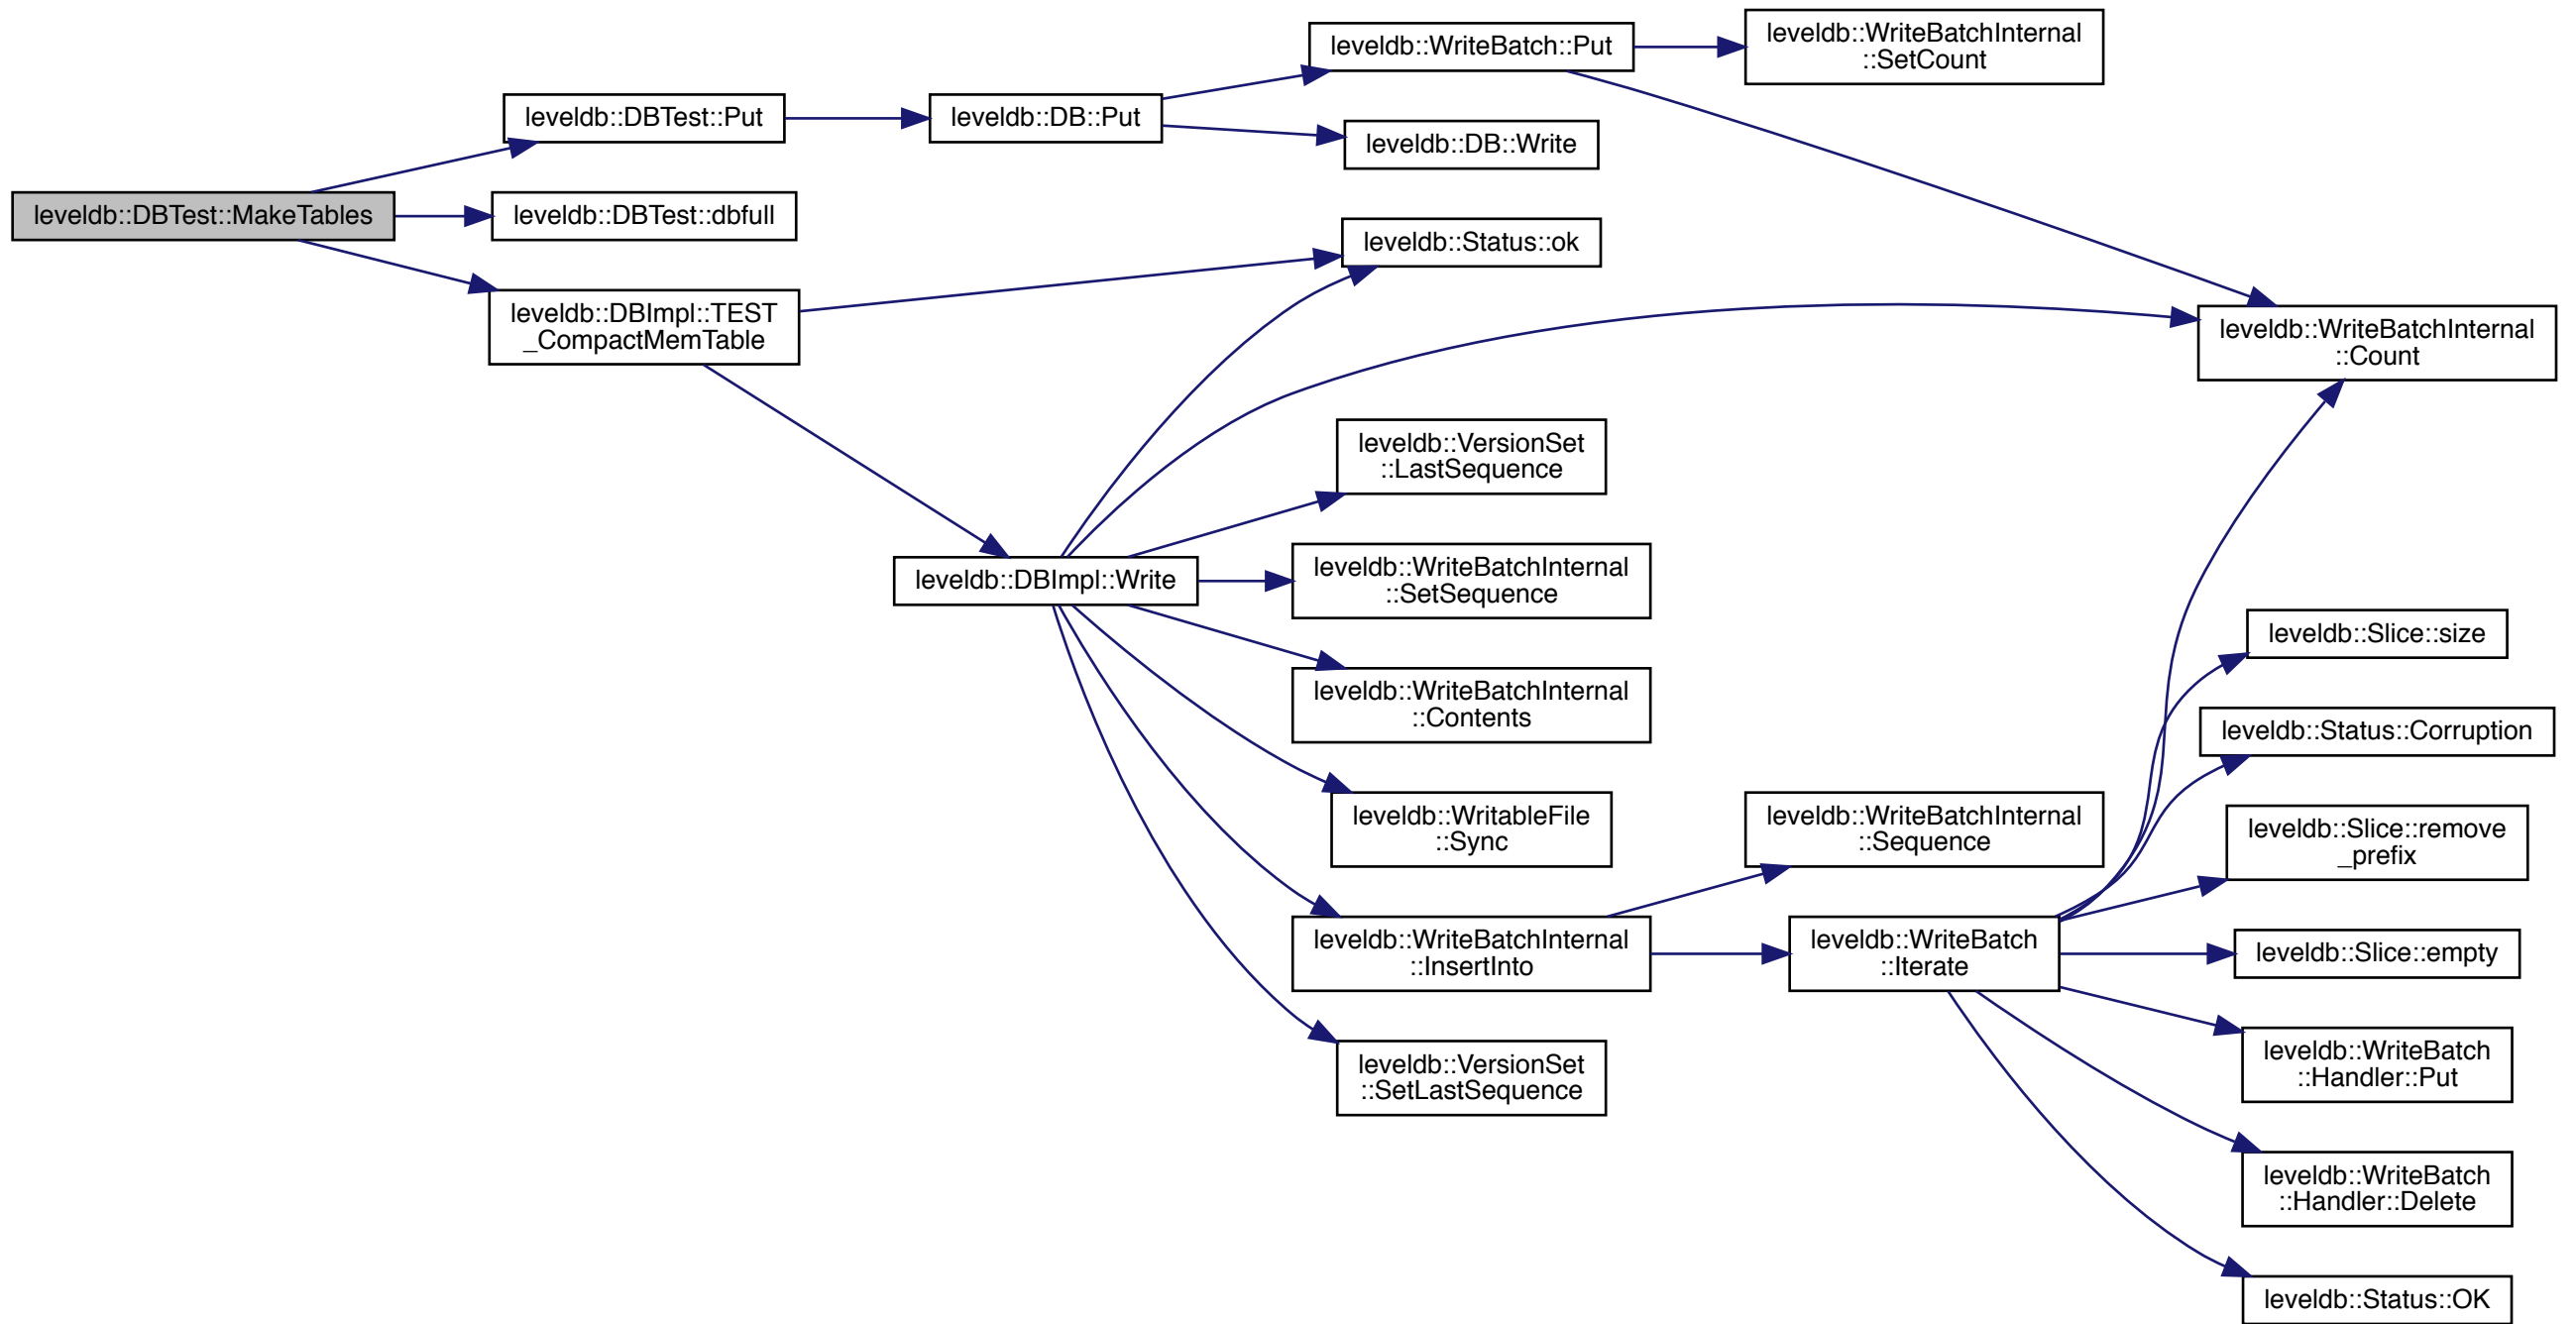 leveldb::WriteBatch::Put
leveldb::WriteBatchInternal
::SetCount
leveldb::DBTest::Put
leveldb::DB::Put
leveldb::DB::Write
leveldb::DBTest::MakeTables
leveldb::DBTest::dbfull
leveldb::Status::ok
leveldb::DBImpl::TEST
_CompactMemTable
leveldb::WriteBatchInternal
::Count
leveldb::VersionSet
::LastSequence
leveldb::DBImpl::Write
leveldb::WriteBatchInternal
::SetSequence
leveldb::Slice::size
leveldb::WriteBatchInternal
::Contents
leveldb::Status::Corruption
leveldb::WritableFile
::Sync
leveldb::WriteBatchInternal
::Sequence
leveldb::Slice::remove
_prefix
leveldb::WriteBatchInternal
::InsertInto
leveldb::WriteBatch
::Iterate
leveldb::Slice::empty
leveldb::VersionSet
::SetLastSequence
leveldb::WriteBatch
::Handler::Put
leveldb::WriteBatch
::Handler::Delete
leveldb::Status::OK